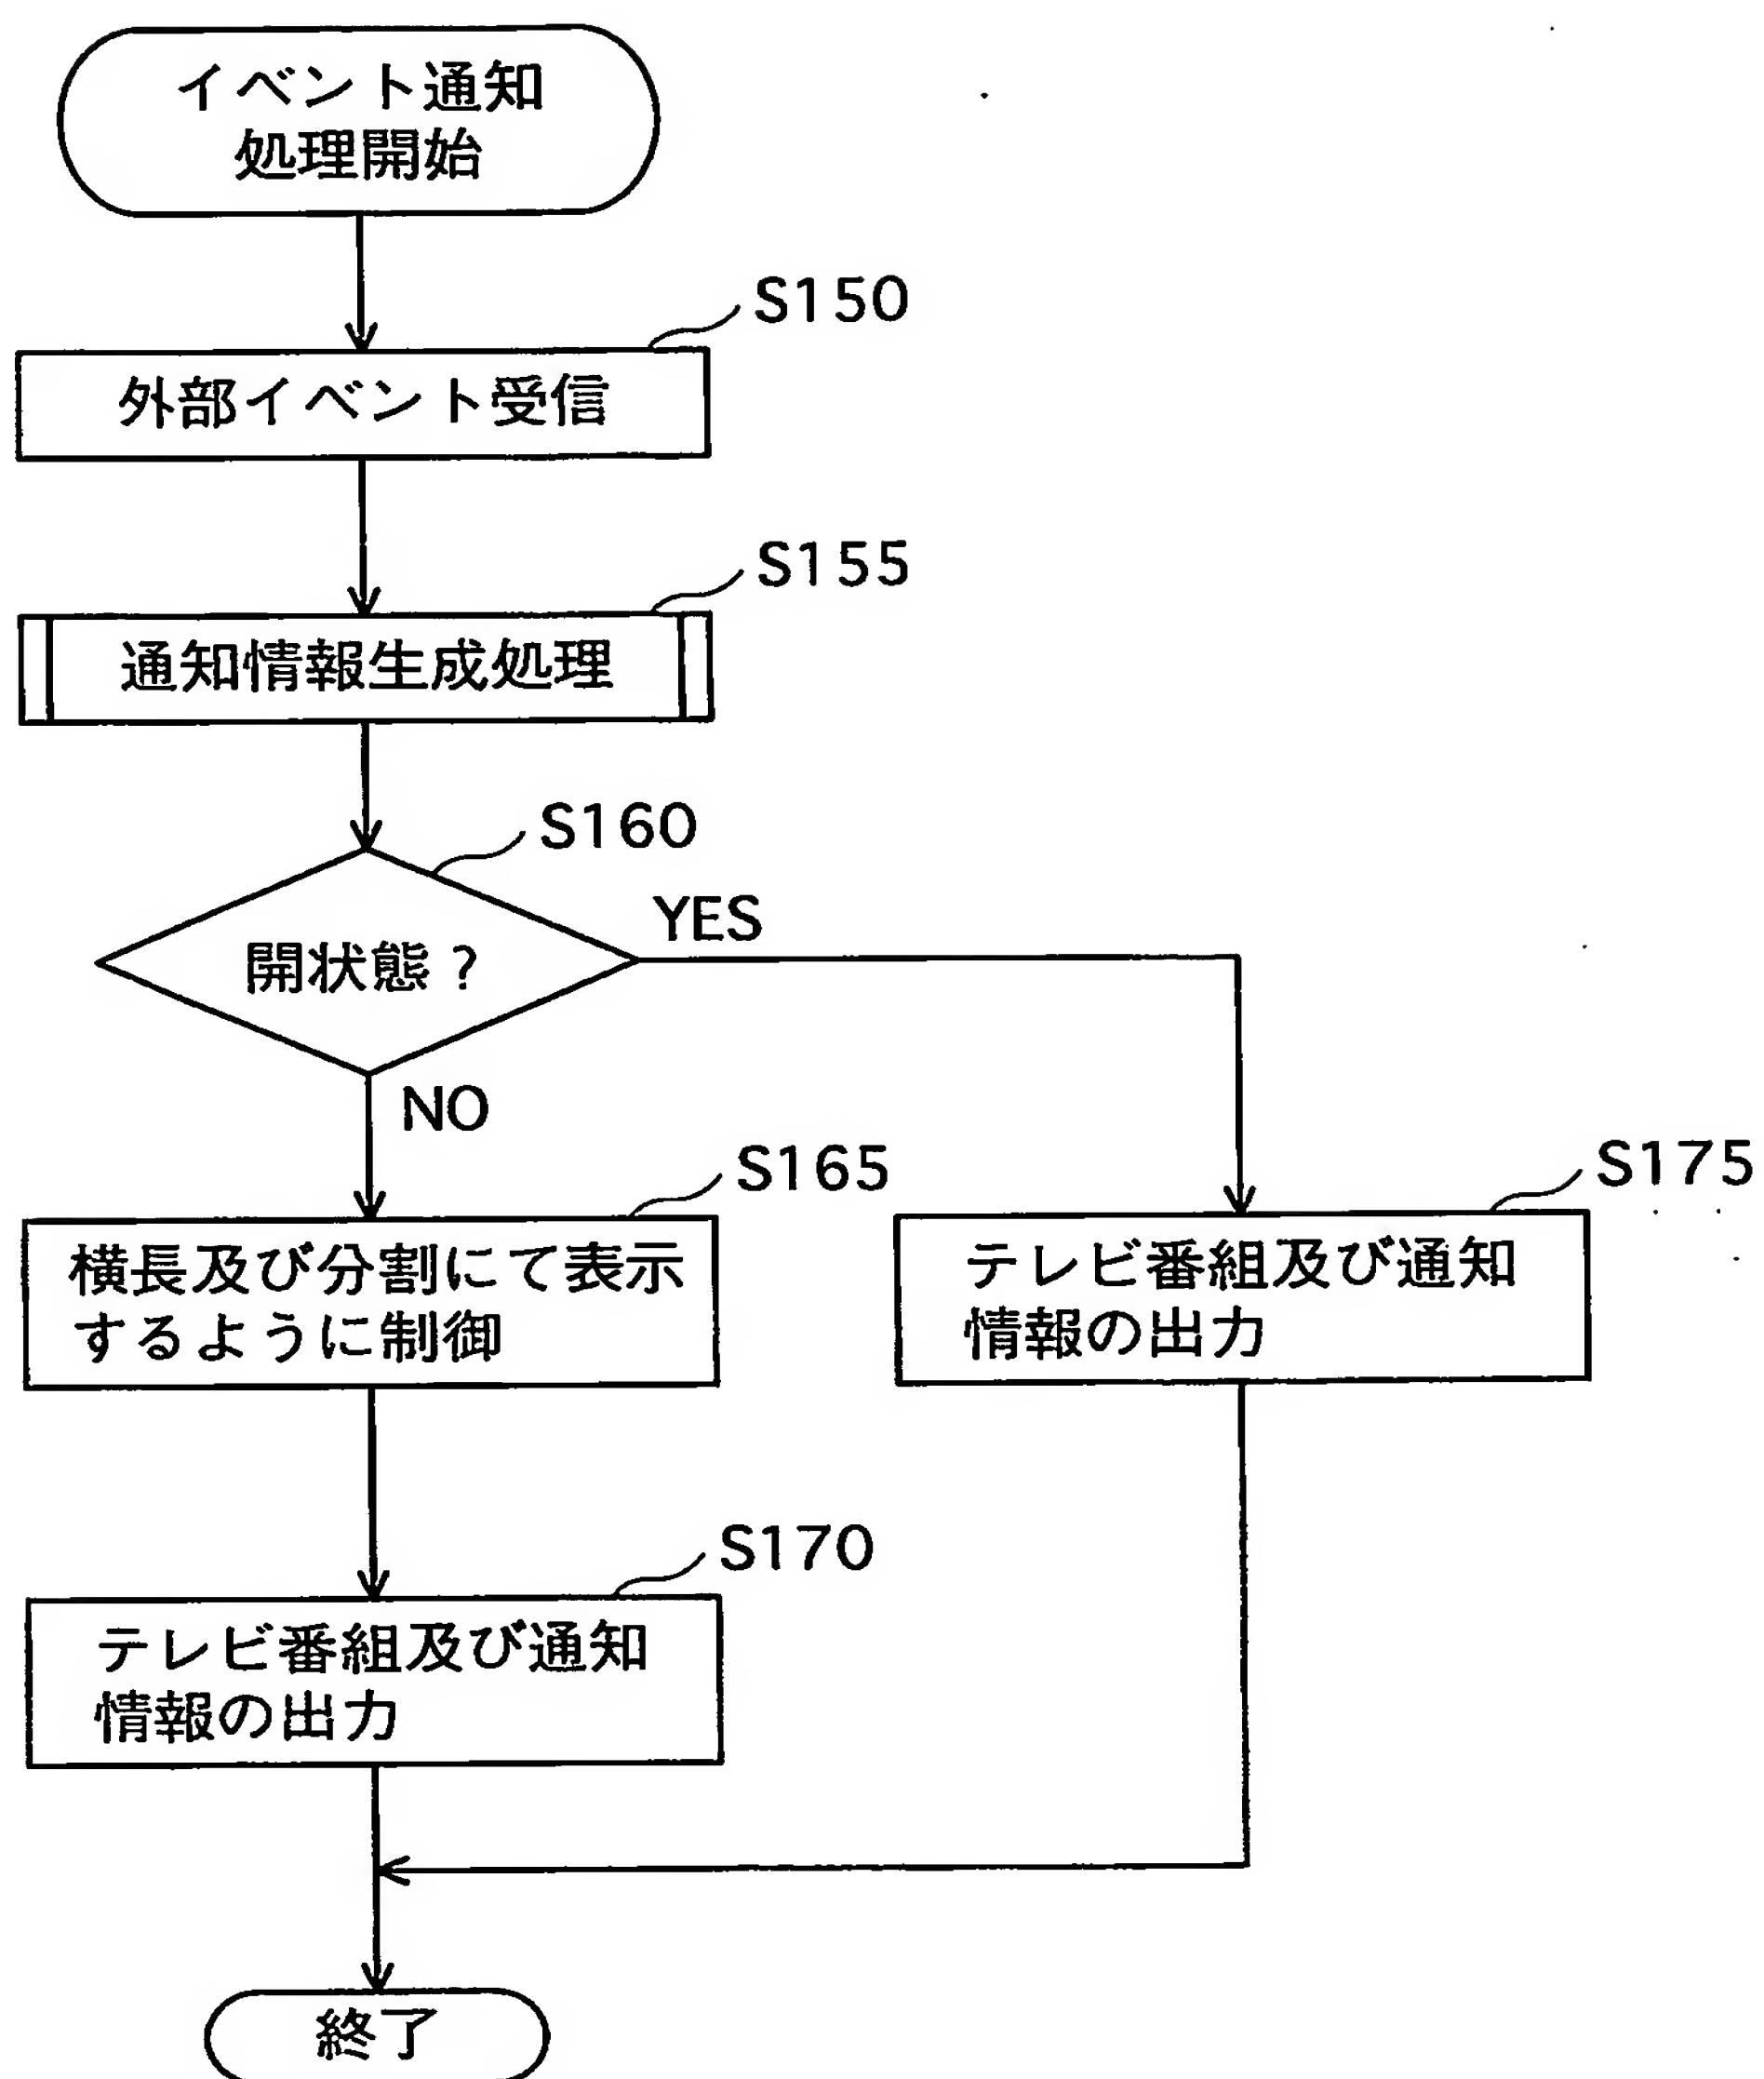 イベント通知
処理開始
S150
外部イベント受信
S155
通知情報生成処理
S160
開状態?
YES
NO
S165
横長及び分割にて表示
するように制御
S175
テレビ番組及び通知
情報の出力
S170
テレビ番組及び通知
情報の出力
終了